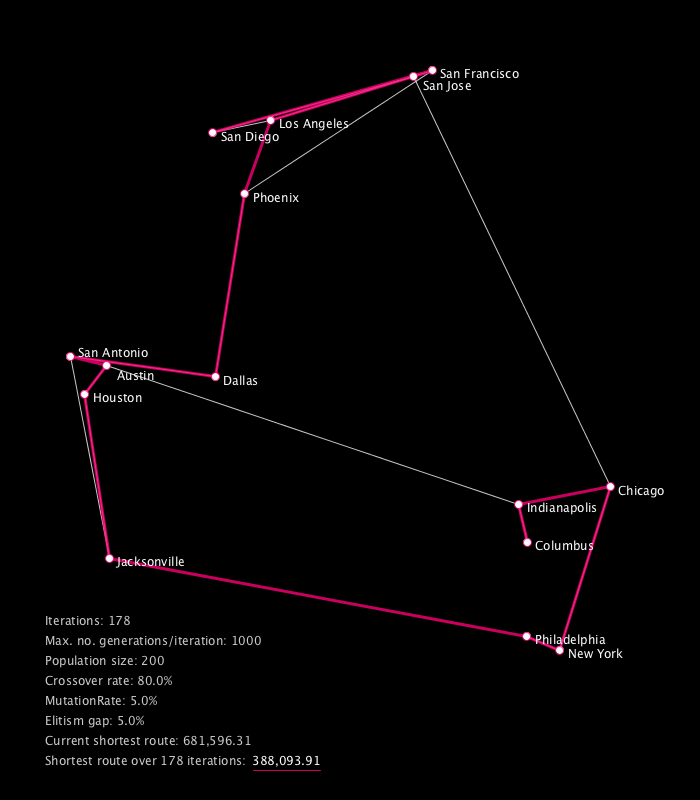 San Francisco
San Jose
Los Angeles
San Diego
Phoenix
San Antonio
Austin
Dallas
Houston
Chicago
Indianapolis
Columbus
Jacksonville
Philadelphia
New York
Iterations: 178
Max. no. generations/iteration: 1000
Population size: 200
Crossover rate: 80.0%
MutationRate: 5.0%
Elitism gap: 5.0%
Current shortest route: 681,596.31
Shortest route over 178 iterations: 388,093.91